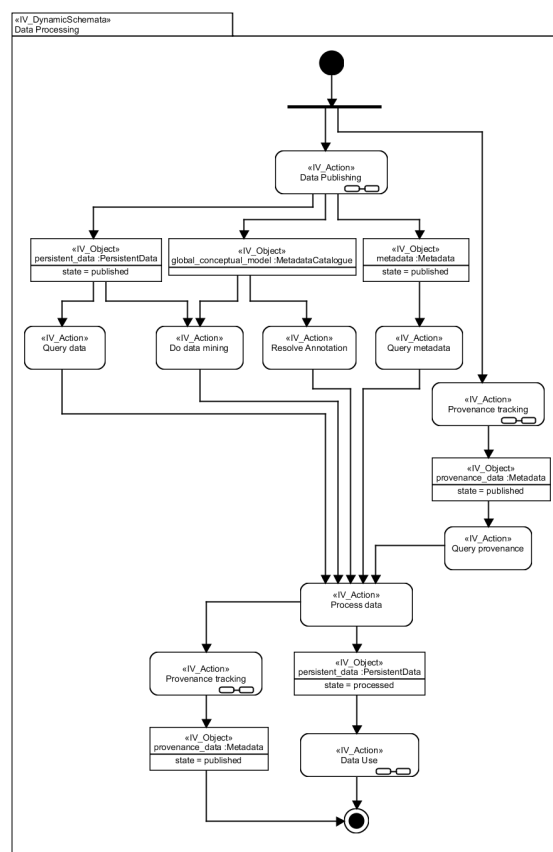 «IV_DynamicSchemata»
Data Processing
«IV_Action»
Data Publishing
«IV_Object»
persistent_data :PersistentData
state = published
«IV_Object»
global_conceptual_model :MetadataCatalogue
«IV_Object»
metadata :Metadata
state = published
«IV_Action»
Query data
«IV_Action»
Do data mining
«IV_Action»
Resolve Annotation
«IV_Action»
Query metadata
«IV_Action»
Provenance tracking
«IV_Object»
provenance_data :Metadata
state = published
«IV_Action»
Query provenance
«IV_Action»
Process data
«IV_Action»
Provenance tracking
«IV_Object»
persistent_data :PersistentData
state = processed
«IV_Object»
provenance_data :Metadata
state = published
«IV_Action»
Data Use